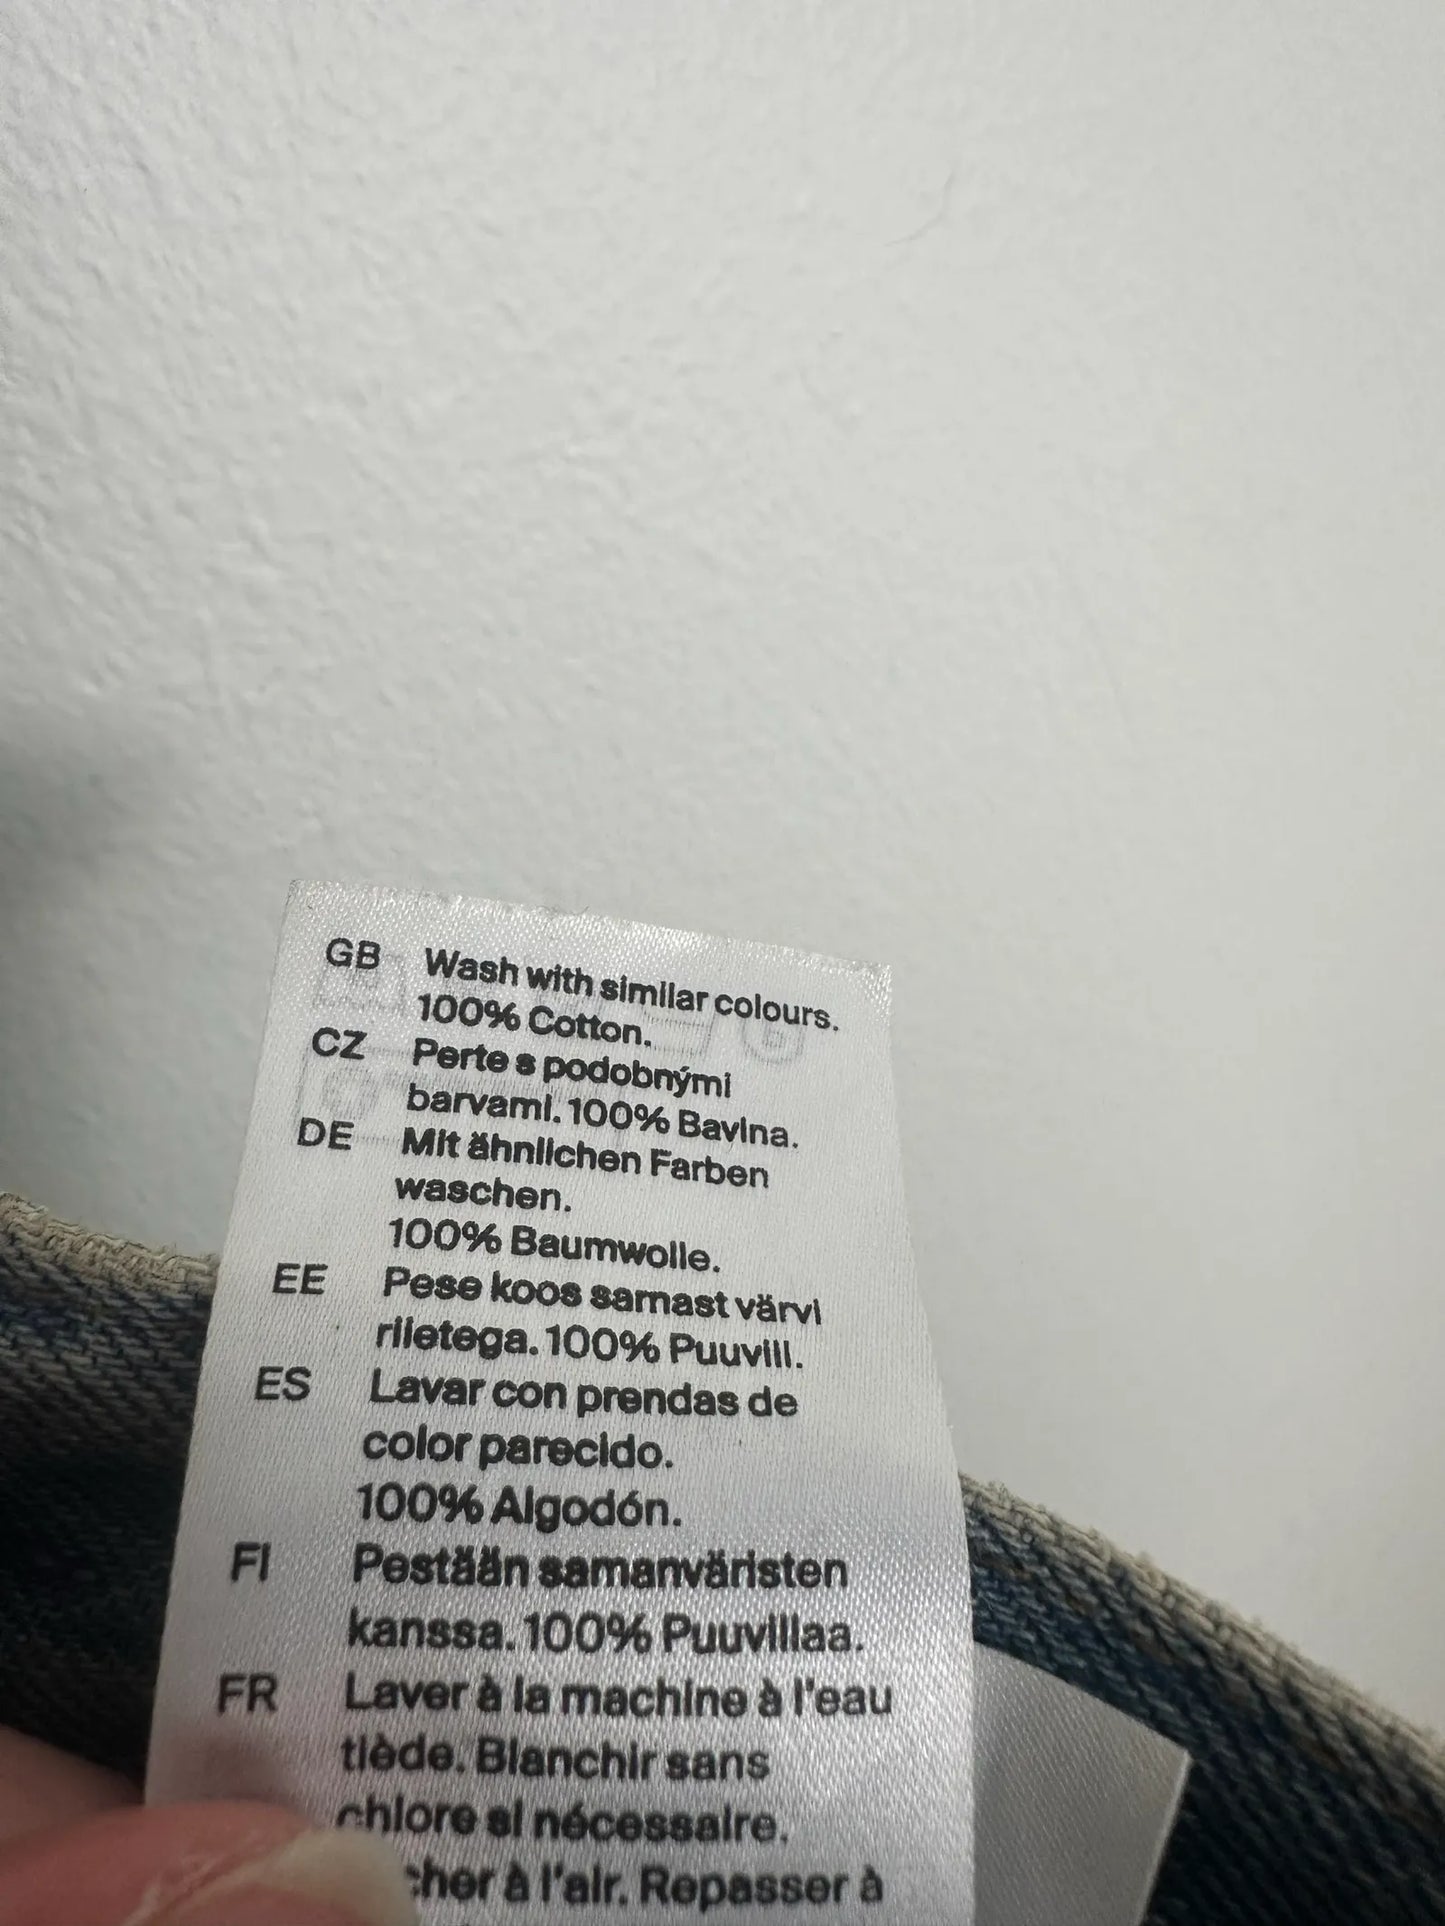 GB Wash with similar colours.
100% Cotton.
CZ Perte s podobnými
barvami. 100% Bavlna.
DE Mit ähnlichen Farben
waschen.
100% Baumwolle.
EE Pese koos samast värvi
riietega. 100% Puuvill.
ES Lavar con prendas de
color parecido.
100% Algodón.
FI Pestään samanväristen
kanssa. 100% Puuvillaa.
FR Laver à la machine à l'eau
tiède. Blanchir sans
chlore si nécessaire.
cher à l'air. Repasser à